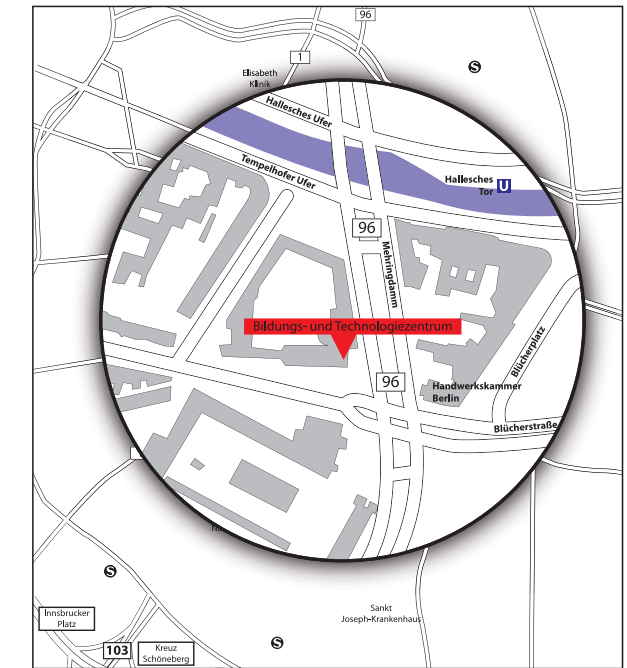 96
1
S
Elisabeth
Klinik
Hallesches Ufer
Tempelhofer Ufer
Hallesches
Tor
U
96
Mehringdamm
Bildungs- und Technologiezentrum
Blücherplatz
96
Handwerkskammer
Berlin
Blücherstraße
S
Innsbrucker
Platz
Sankt
Joseph-Krankenhaus
S
103
Kreuz
Schöneberg